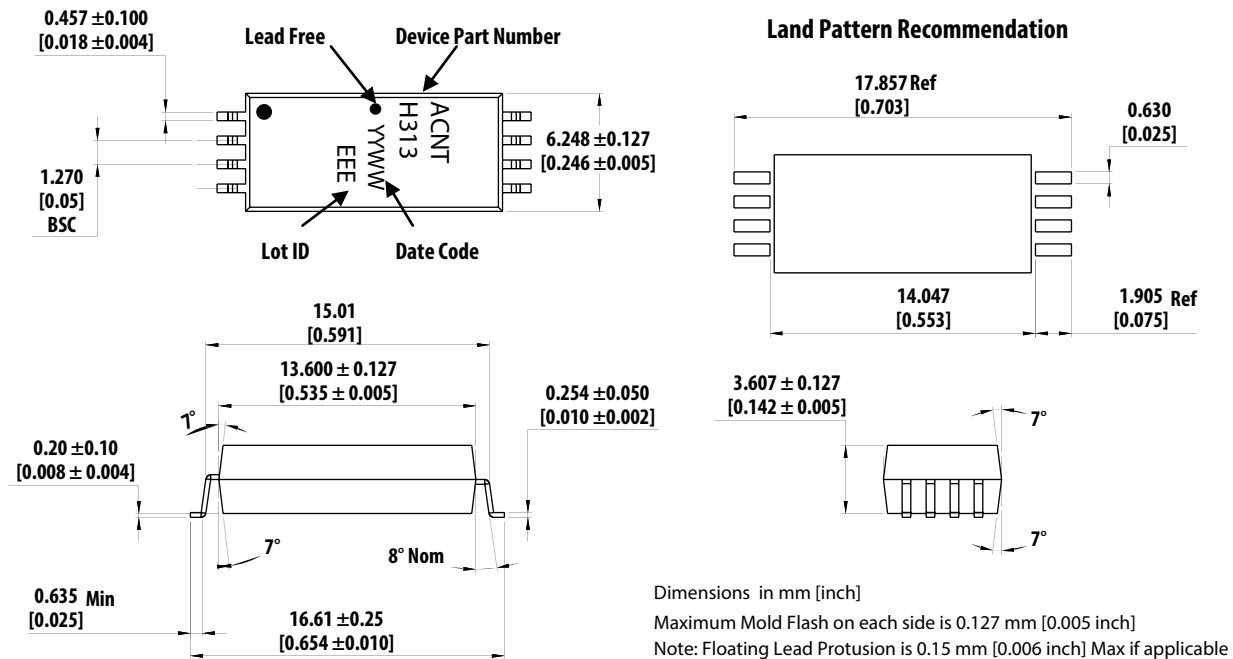 0.457 ±0.100
[0.018 ±0.004]
Lead Free
Device Part Number
ACNT
H313
YYWW
EEE
6.248 ±0.127
[0.246 ±0.005]
1.270
[0.05]
BSC
Lot ID
Date Code
Land Pattern Recommendation
17.857 Ref
[0.703]
0.630
[0.025]
14.047
[0.553]
1.905 Ref
[0.075]
15.01
[0.591]
13.600 ± 0.127
[0.535 ± 0.005]
0.254 ±0.050
[0.010 ±0.002]
7°
0.20 ±0.10
[0.008 ± 0.004]
7°
8° Nom
0.635 Min
[0.025]
16.61 ±0.25
[0.654 ±0.010]
3.607 ± 0.127
[0.142 ± 0.005]
7°
7°
Dimensions in mm [inch]
Maximum Mold Flash on each side is 0.127 mm [0.005 inch]
Note: Floating Lead Protusion is 0.15 mm [0.006 inch] Max if applicable